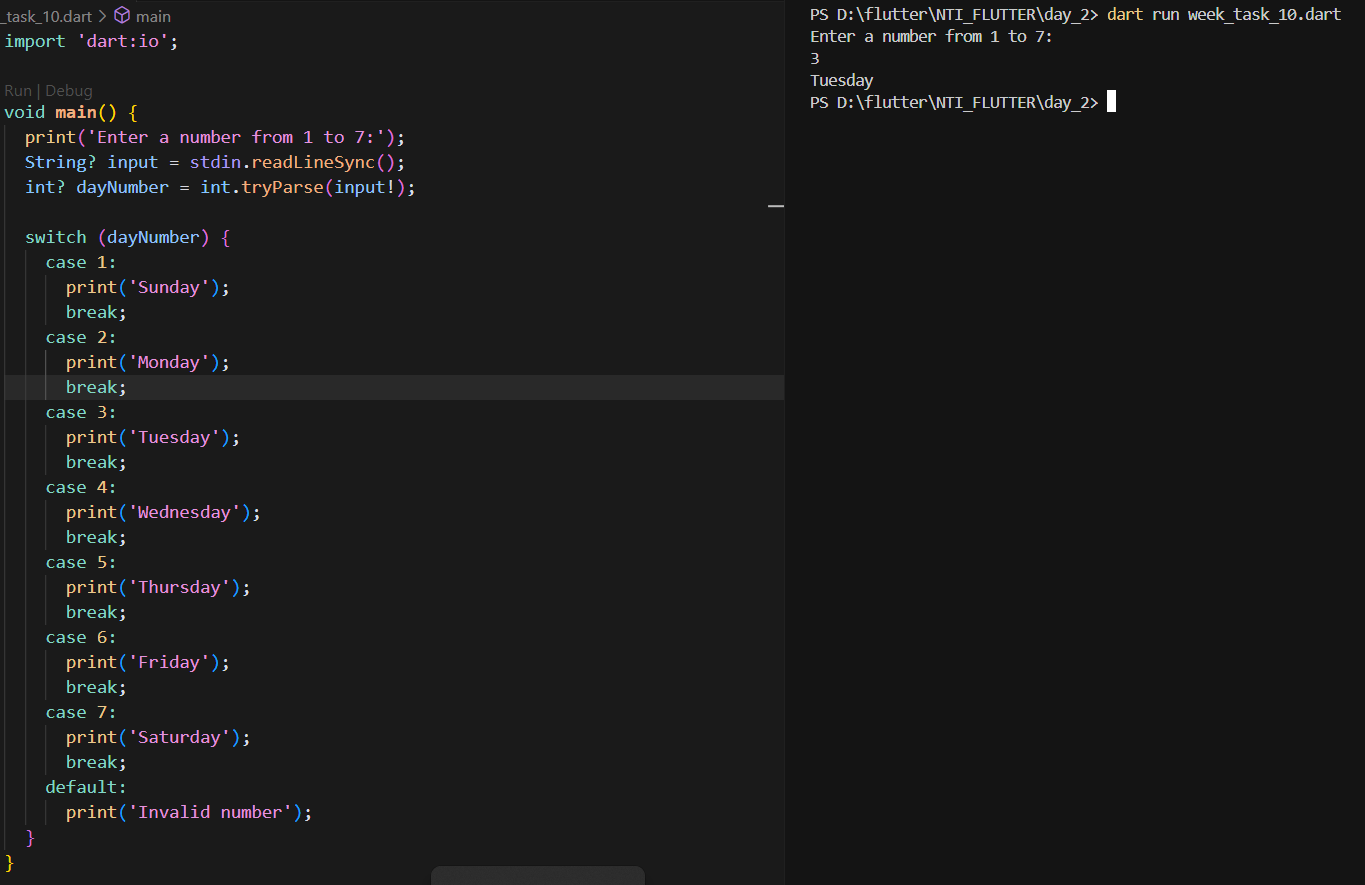 _task_10.dart > main
import 'dart:io';
Run | Debug
void main() {
  print('Enter a number from 1 to 7:');
  String? input = stdin.readLineSync();
  int? dayNumber = int.tryParse(input!);
  switch (dayNumber) {
    case 1:
      print('Sunday');
      break;
    case 2:
      print('Monday');
      break;
    case 3:
      print('Tuesday');
      break;
    case 4:
      print('Wednesday');
      break;
    case 5:
      print('Thursday');
      break;
    case 6:
      print('Friday');
      break;
    case 7:
      print('Saturday');
      break;
    default:
      print('Invalid number');
  }
}
PS D:\flutter\NTI_FLUTTER\day_2> dart run week_task_10.dart
Enter a number from 1 to 7:
3
Tuesday
PS D:\flutter\NTI_FLUTTER\day_2>